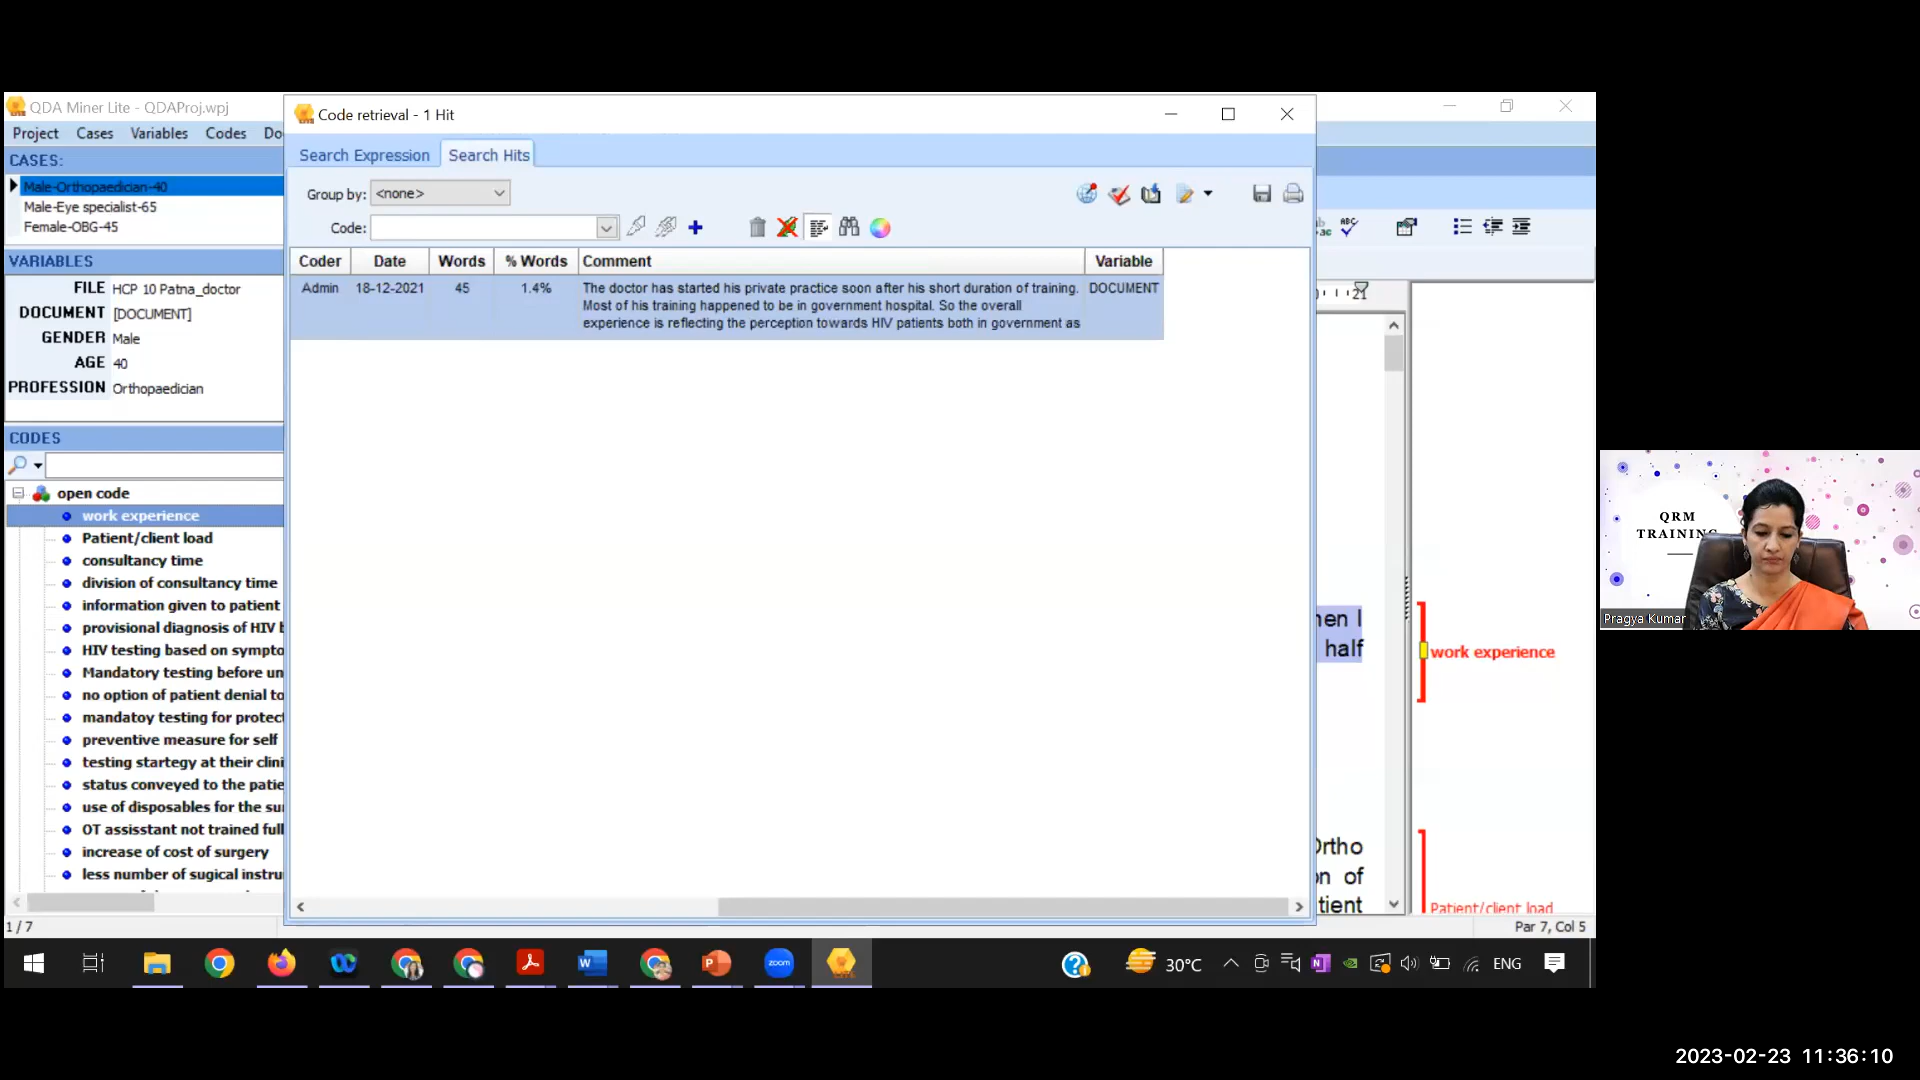 QDA Miner Lite - QDAProj.wpj
Project Cases Variables Codes Do
CASES:
Male-Orthopaedician-40
Male-Eye specialist-65
Female-OBG-45
VARIABLES
FILE HCP 10 Patna_doctor
DOCUMENT [DOCUMENT]
GENDER Male
AGE 40
PROFESSION Orthopaedician
CODES
open code
work experience
Patient/client load
consultancy time
division of consultancy time
information given to patient
provisional diagnosis of HIV
HIV testing based on sympto
Mandatory testing before un
no option of patient denial to
mandatoy testing for protec
preventive measure for self
testing startegy at their clini
status conveyed to the patie
use of disposables for the su
OT assisstant not trained full
increase of cost of surgery
less number of sugical instru
1 / 7
Code retrieval - 1 Hit
Search Expression Search Hits
Group by: <none>
Code:
Coder Date Words % Words Comment Variable
Admin 18-12-2021 45 1.4% The doctor has started his private practice soon after his short duration of training. DOCUMENT
Most of his training happened to be in government hospital. So the overall
experience is reflecting the perception towards HIV patients both in government as
ABC
21
hen I
half
work experience
Ortho
on of
tient
Patient/client load
Par 7, Col 5
QRM
TRAINING
Pragya Kumar
zoom
30°C
ENG
2023-02-23 11:36:10